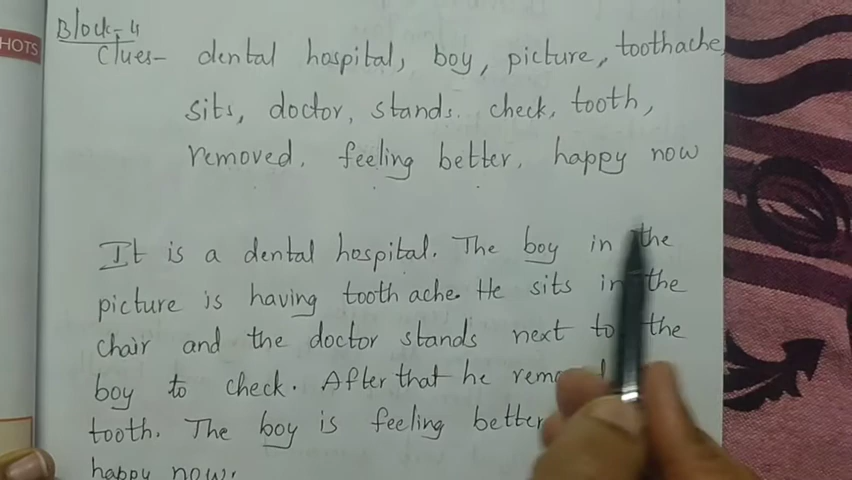 HOTS
Block-4
Clues- dental hospital, boy, picture, toothache,
sits, doctor, stands. check, tooth,
removed, feeling better, happy now
It is a dental hospital. The boy in the
picture is having tooth ache. He sits in the
chair and the doctor stands next to the
boy to check. After that he
tooth. The boy is feeling better
happy now.